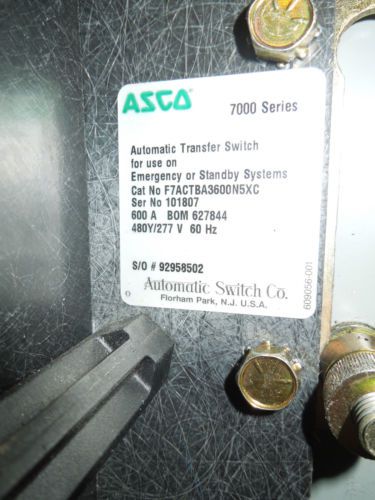 ASCO® 7000 Series
Automatic Transfer Switch
for use on
Emergency or Standby Systems
Cat No F7ACTBA3600N5XC
Ser No 101807
600 A BOM 627844
480Y/277 V 60 Hz
S/O # 92958502
Automatic Switch Co.
Florham Park, N.J. U.S.A.
609056-001